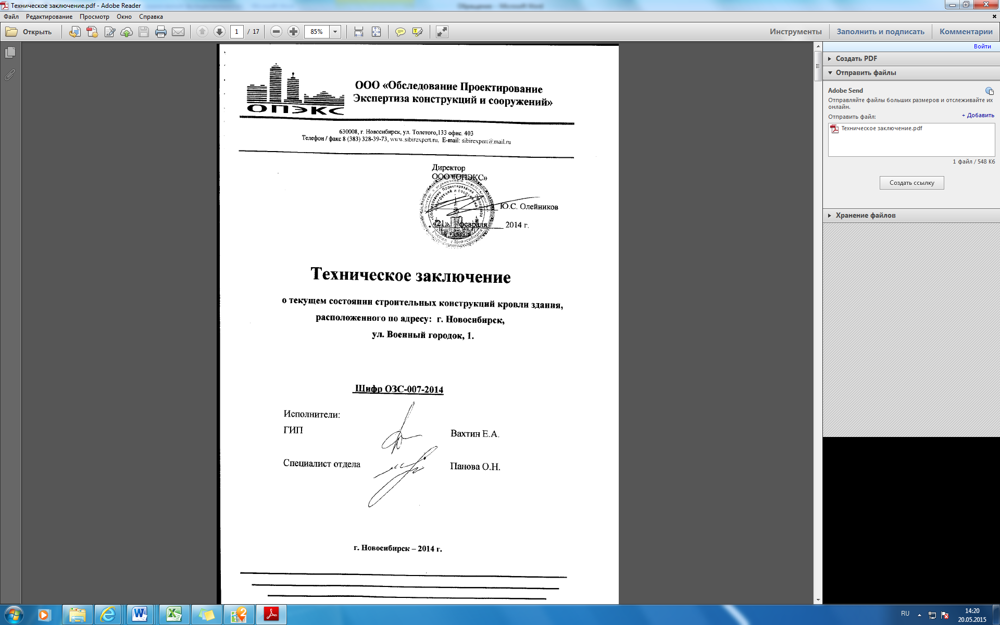 Техническое заключение.pdf - Adobe Reader
Файл Редактирование Просмотр Окно Справка
Открыть 1 / 17 85% Инструменты Заполнить и подписать Комментарии
Войти
Создать PDF
Отправить файлы
Adobe Send
Отправляйте файлы больших размеров и отслеживайте их
онлайн.
Отправить файл: + Добавить
Техническое заключение.pdf
1 файл / 548 Кб
Создать ссылку
Хранение файлов
ОПЭКС
ООО «Обследование Проектирование
Экспертиза конструкций и сооружений»
630008, г. Новосибирск, ул. Толстого,133 офис. 403
Телефон / факс 8 (383) 328-39-73, www.sibirexpert.ru. E-mail: sibirexpert@mail.ru
Директор
ООО «ОПЭКС»
Ю.С. Олейников
«21» февраля 2014 г.
Техническое заключение
о текущем состоянии строительных конструкций кровли здания,
расположенного по адресу: г. Новосибирск,
ул. Военный городок, 1.
Шифр ОЗС-007-2014
Исполнители:
ГИП Вахтин Е.А.
Специалист отдела Панова О.Н.
г. Новосибирск – 2014 г.
RU 14:20
20.05.2015